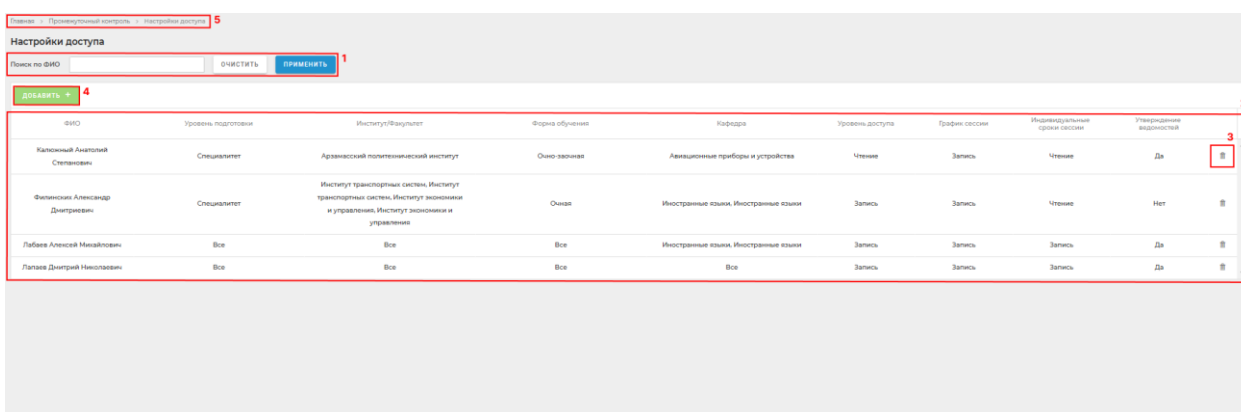 Главная > Промежуточный контроль > Настройки доступа 5
Настройки доступа
Поиск по ФИО ОЧИСТИТЬ ПРИМЕНИТЬ 1
ДОБАВИТЬ + 4
ФИО Уровень подготовки Институт/Факультет Форма обучения Кафедра Уровень доступа График сессии Индивидуальные сроки сессии Утверждение ведомостей
3
Калюжный Анатолий
Степанович Специалитет Арзамасский политехнический институт Очно-заочная Авиационные приборы и устройства Чтение Запись Чтение Да
Институт транспортных систем, Институт
транспортных систем, Институт экономики
Филинских Александр
Дмитриевич Специалитет Очная Иностранные языки, Иностранные языки Запись Запись Чтение Нет
и управления, Институт экономики и
управления
Лабаев Алексей Михайлович Все Все Все Иностранные языки, Иностранные языки Запись Запись Запись Да
Лапаев Дмитрий Николаевич Все Все Все Все Запись Запись Запись Да